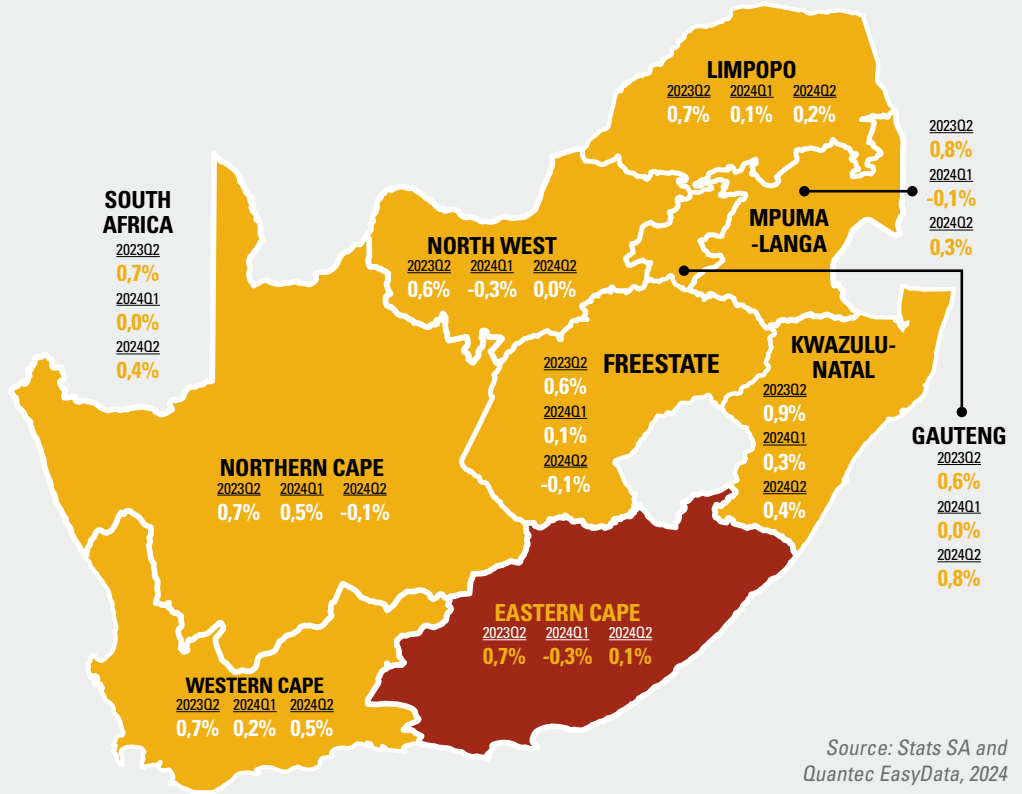 LIMPOPO
2023Q2 2024Q1 2024Q2
0,7% 0,1% 0,2%
2023Q2
0,8%
2024Q1
-0,1%
2024Q2
0,3%
MPUMA
-LANGA
SOUTH
AFRICA
2023Q2
0,7%
2024Q1
0,0%
2024Q2
0,4%
NORTH WEST
2023Q2 2024Q1 2024Q2
0,6% -0,3% 0,0%
FREESTATE
2023Q2
0,6%
2024Q1
0,1%
2024Q2
-0,1%
KWAZULU-
NATAL
2023Q2
0,9%
2024Q1
0,3%
2024Q2
0,4%
GAUTENG
2023Q2
0,6%
2024Q1
0,0%
2024Q2
0,8%
NORTHERN CAPE
2023Q2 2024Q1 2024Q2
0,7% 0,5% -0,1%
EASTERN CAPE
2023Q2 2024Q1 2024Q2
0,7% -0,3% 0,1%
WESTERN CAPE
2023Q2 2024Q1 2024Q2
0,7% 0,2% 0,5%
Source: Stats SA and
Quantec EasyData, 2024